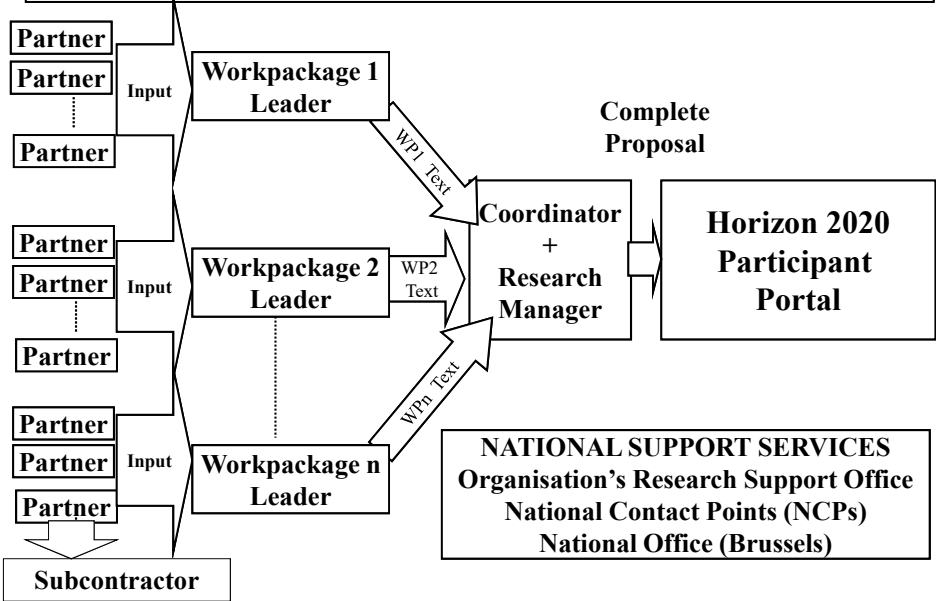 Partner
Partner
Partner
Input
Workpackage 1
Leader
WP1 Text
Complete
Proposal
Partner
Partner
Partner
Input
Workpackage 2
Leader
WP2
Text
Coordinator
+
Research
Manager
Horizon 2020
Participant
Portal
Partner
Partner
Partner
Input
Workpackage n
Leader
WPn Text
Subcontractor
NATIONAL SUPPORT SERVICES
Organisation's Research Support Office
National Contact Points (NCPs)
National Office (Brussels)